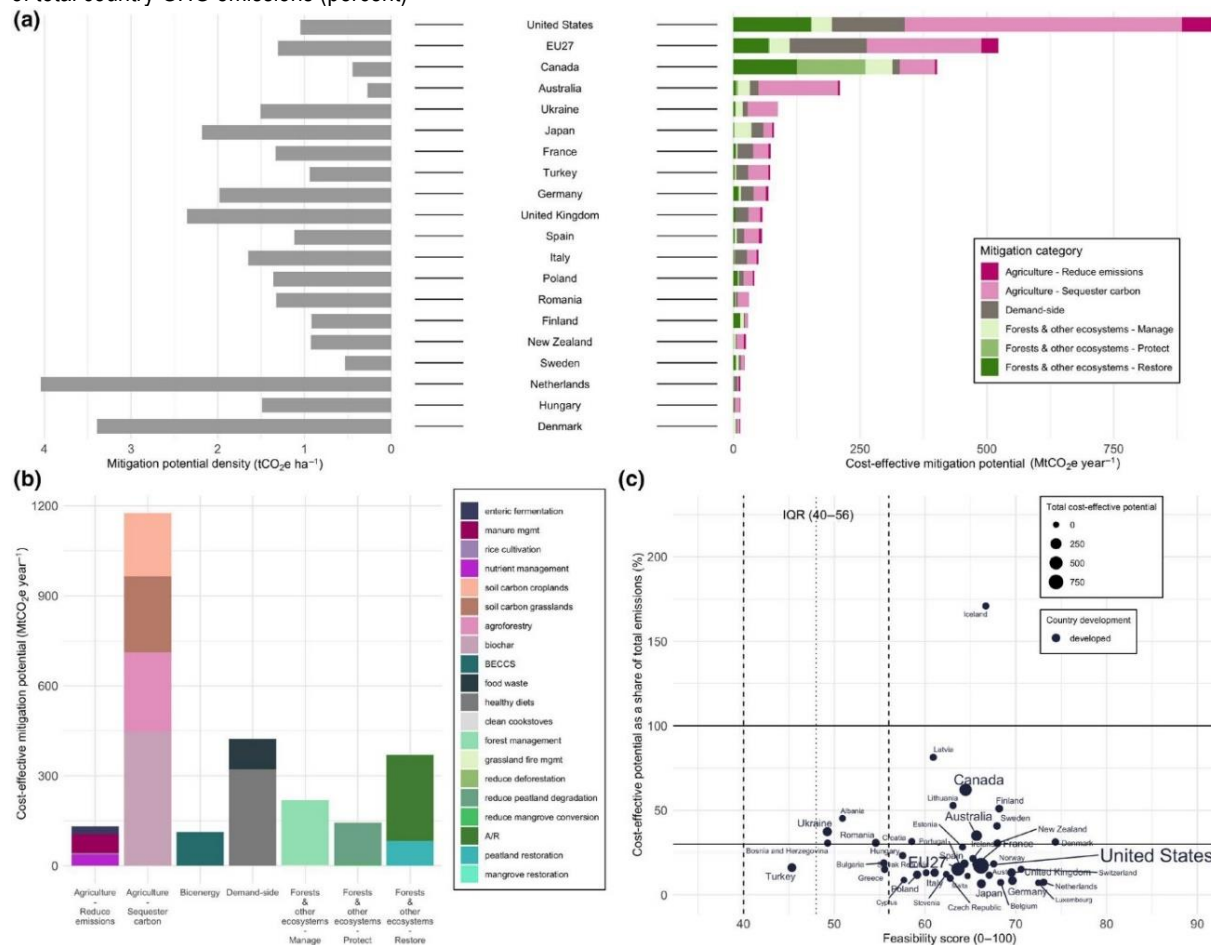 of total country GHG emissions (percent)
(a)
United States
EU27
Canada
Australia
Ukraine
Japan
France
Turkey
Germany
United Kingdom
Spain
Italy
Poland
Romania
Finland
New Zealand
Sweden
Netherlands
Hungary
Denmark
4 3 2 1 0
Mitigation potential density (tCO₂e ha⁻¹)
Mitigation category
Agriculture - Reduce emissions
Agriculture - Sequester carbon
Demand-side
Forests & other ecosystems - Manage
Forests & other ecosystems - Protect
Forests & other ecosystems - Restore
0 250 500 750
Cost-effective mitigation potential (MtCO₂e year⁻¹)
(b)
Cost-effective mitigation potential (MtCO₂e year⁻¹)
1200
900
600
300
0
Agriculture
-
Reduce
emissions
Agriculture
-
Sequester
carbon
Bioenergy
Demand-side
Forests
& other
ecosystems
-
Manage
Forests
& other
ecosystems
-
Protect
Forests
& other
ecosystems
-
Restore
enteric fermentation
manure mgmt
rice cultivation
nutrient management
soil carbon croplands
soil carbon grasslands
agroforestry
biochar
BECCS
food waste
healthy diets
clean cookstoves
forest management
grassland fire mgmt
reduce deforestation
reduce peatland degradation
reduce mangrove conversion
A/R
peatland restoration
mangrove restoration
(c)
Cost-effective potential as a share of total emissions (%)
200
150
100
50
0
IQR (40–56)
Total cost-effective potential
0
250
500
750
Country development
developed
Iceland
Latvia
Canada
Lithuania
Finland
Albania
Australia
Sweden
Ukraine
Estonia
New Zealand
Romania
Croatia
Portugal
Ireland
France
Denmark
Bosnia and Herzegovina
Hungary
Spain
Norway
United States
Bulgaria
EU27
United Kingdom
Switzerland
Turkey
Greece
Poland
Italy
Malta
Japan
Germany
Netherlands
Cyprus
Slovenia
Czech Republic
Belgium
Luxembourg
40 50 60 70 80 90
Feasibility score (0–100)